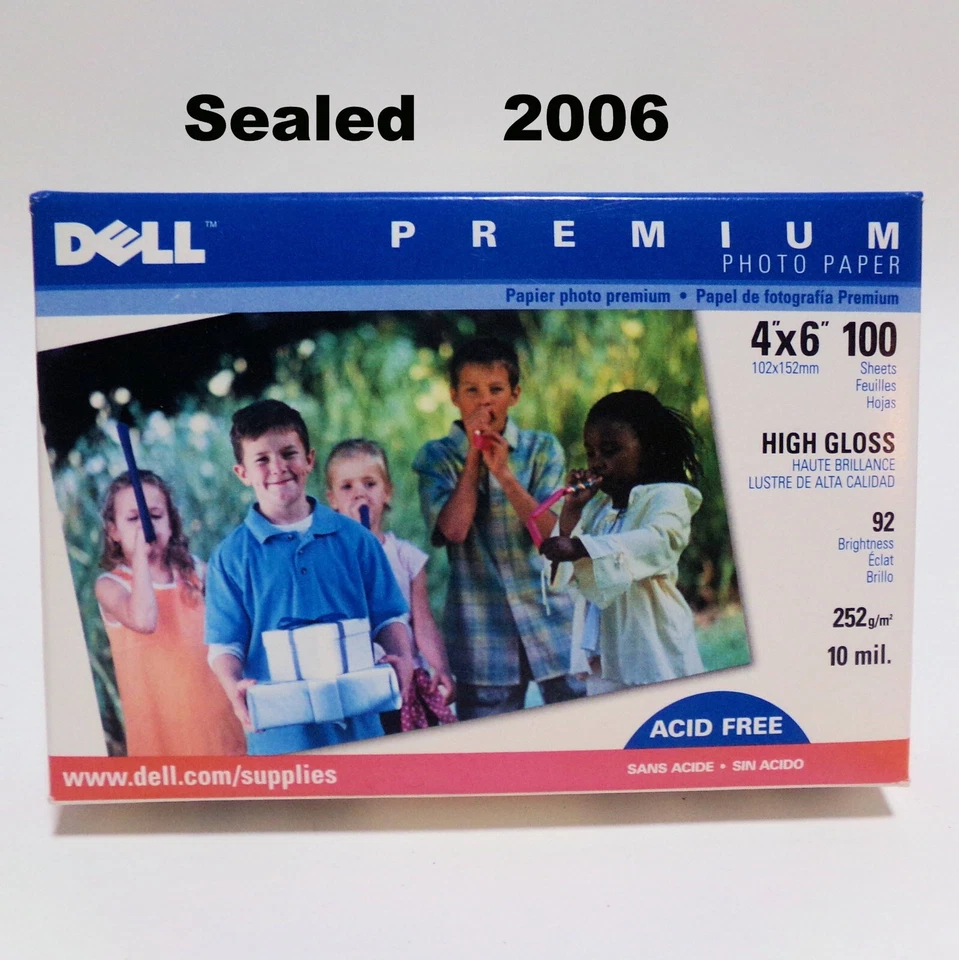 Sealed 2006
DELL™ PREMIUM
PHOTO PAPER
Papier photo premium • Papel de fotografía Premium
4"x6" 100
102x152mm Sheets
Feuilles
Hojas
HIGH GLOSS
HAUTE BRILLANCE
LUSTRE DE ALTA CALIDAD
92
Brightness
Éclat
Brillo
252 g/m²
10 mil.
ACID FREE
www.dell.com/supplies SANS ACIDE • SIN ACIDO